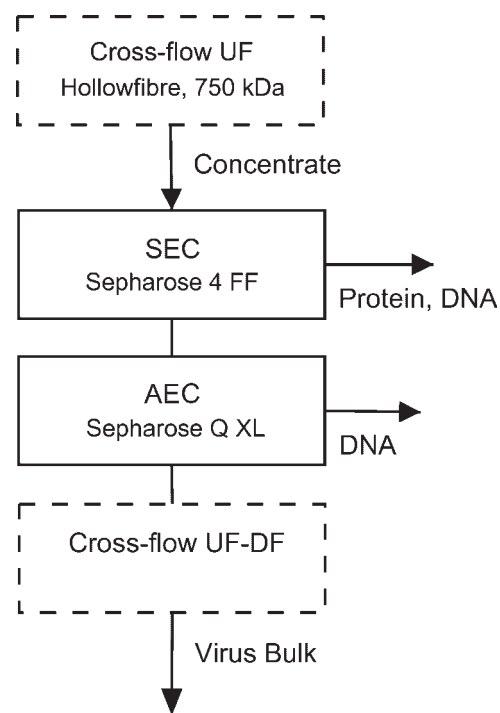 Cross-flow UF
Hollowfibre, 750 kDa
Concentrate
SEC
Sepharose 4 FF
Protein, DNA
AEC
Sepharose Q XL
DNA
Cross-flow UF-DF
Virus Bulk